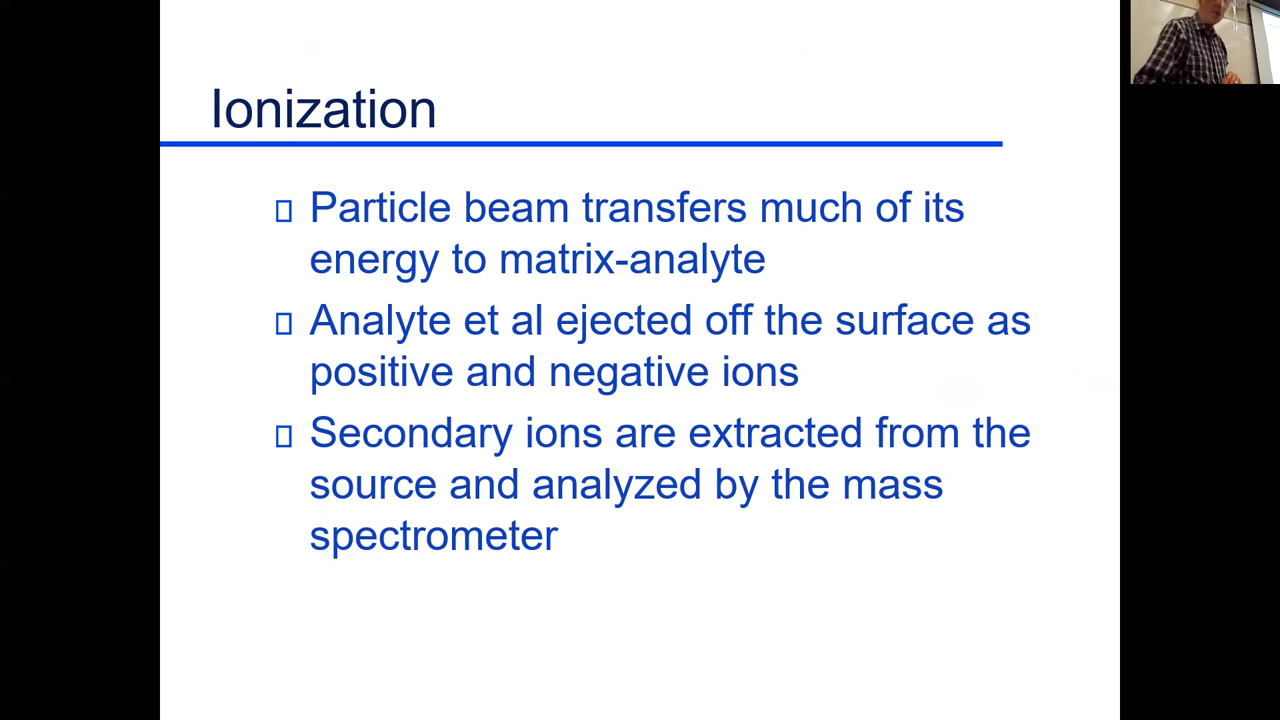 Ionization
Particle beam transfers much of its
energy to matrix-analyte
Analyte et al ejected off the surface as
positive and negative ions
Secondary ions are extracted from the
source and analyzed by the mass
spectrometer